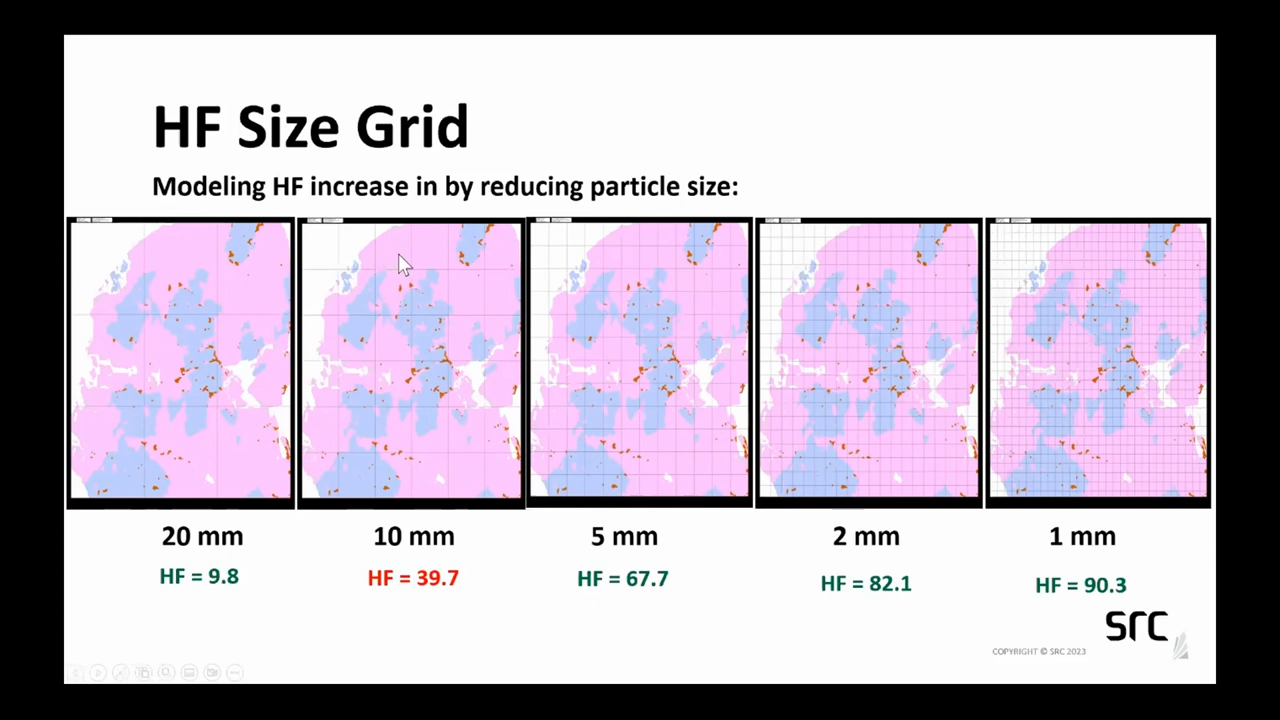 HF Size Grid
Modeling HF increase in by reducing particle size:
20 mm 10 mm 5 mm 2 mm 1 mm
HF = 9.8 HF = 39.7 HF = 67.7 HF = 82.1 HF = 90.3
src
COPYRIGHT © SRC 2023